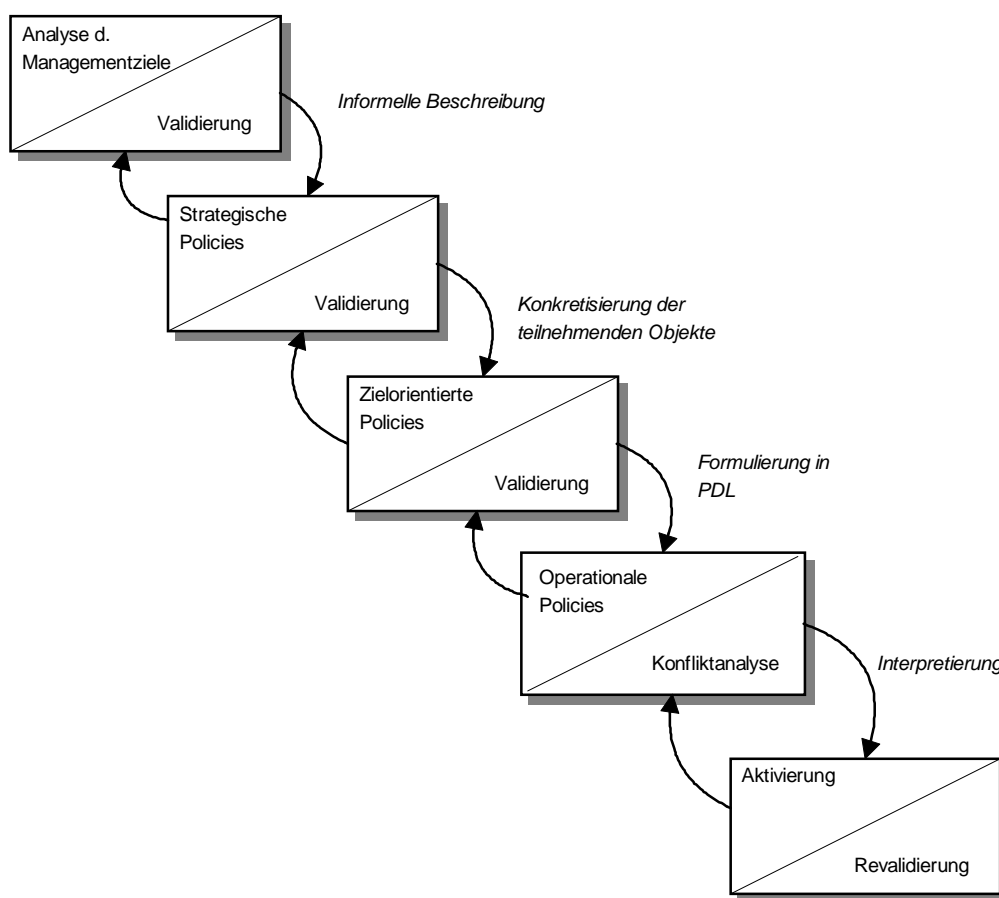 Analyse d.
Managementziele
Validierung
Informelle Beschreibung
Strategische
Policies
Validierung
Konkretisierung der
teilnehmenden Objekte
Zielorientierte
Policies
Validierung
Formulierung in
PDL
Operationale
Policies
Konfliktanalyse
Interpretierung
Aktivierung
Revalidierung